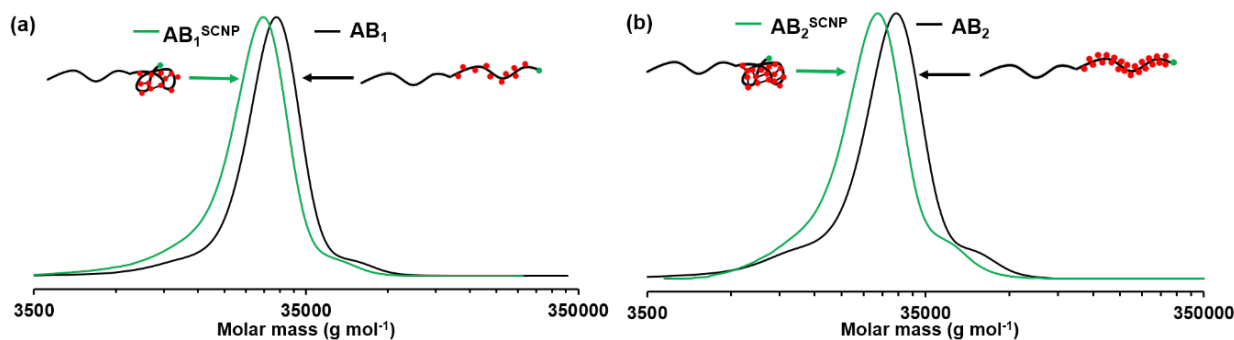 (a)
AB₁ˢᶜᴺᴾ
AB₁
3500
35000
350000
Molar mass (g mol⁻¹)
(b)
AB₂ˢᶜᴺᴾ
AB₂
3500
35000
350000
Molar mass (g mol⁻¹)